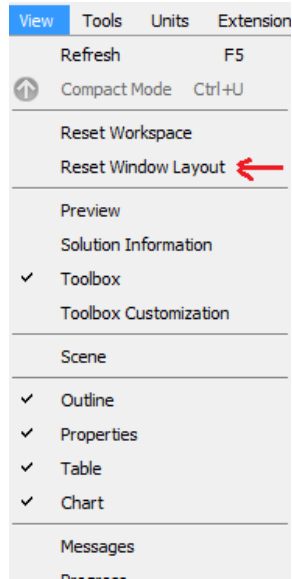 View Tools Units Extension
Refresh F5
Compact Mode Ctrl+U
Reset Workspace
Reset Window Layout
Preview
Solution Information
Toolbox
Toolbox Customization
Scene
Outline
Properties
Table
Chart
Messages
Progress